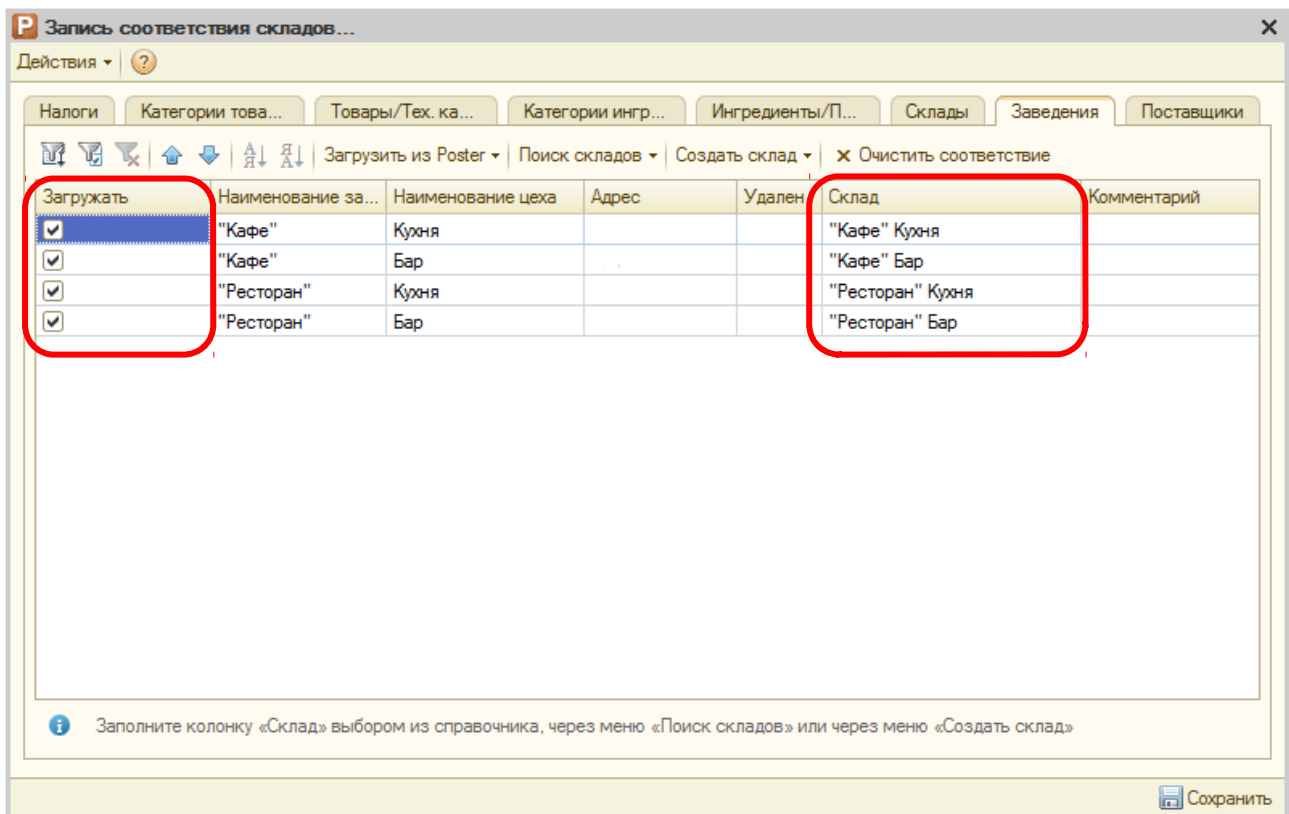 P Запись соответствия складов...
Действия ?
Налоги Категории това... Товары/Тех. ка... Категории ингр... Ингредиенты/П... Склады Заведения Поставщики
Загрузить из Poster Поиск складов Создать склад Очистить соответствие
Загружать Наименование за... Наименование цеха Адрес Удален Склад Комментарий
"Кафе" Кухня "Кафе" Кухня
"Кафе" Бар "Кафе" Бар
"Ресторан" Кухня "Ресторан" Кухня
"Ресторан" Бар "Ресторан" Бар
Заполните колонку «Склад» выбором из справочника, через меню «Поиск складов» или через меню «Создать склад»
Сохранить